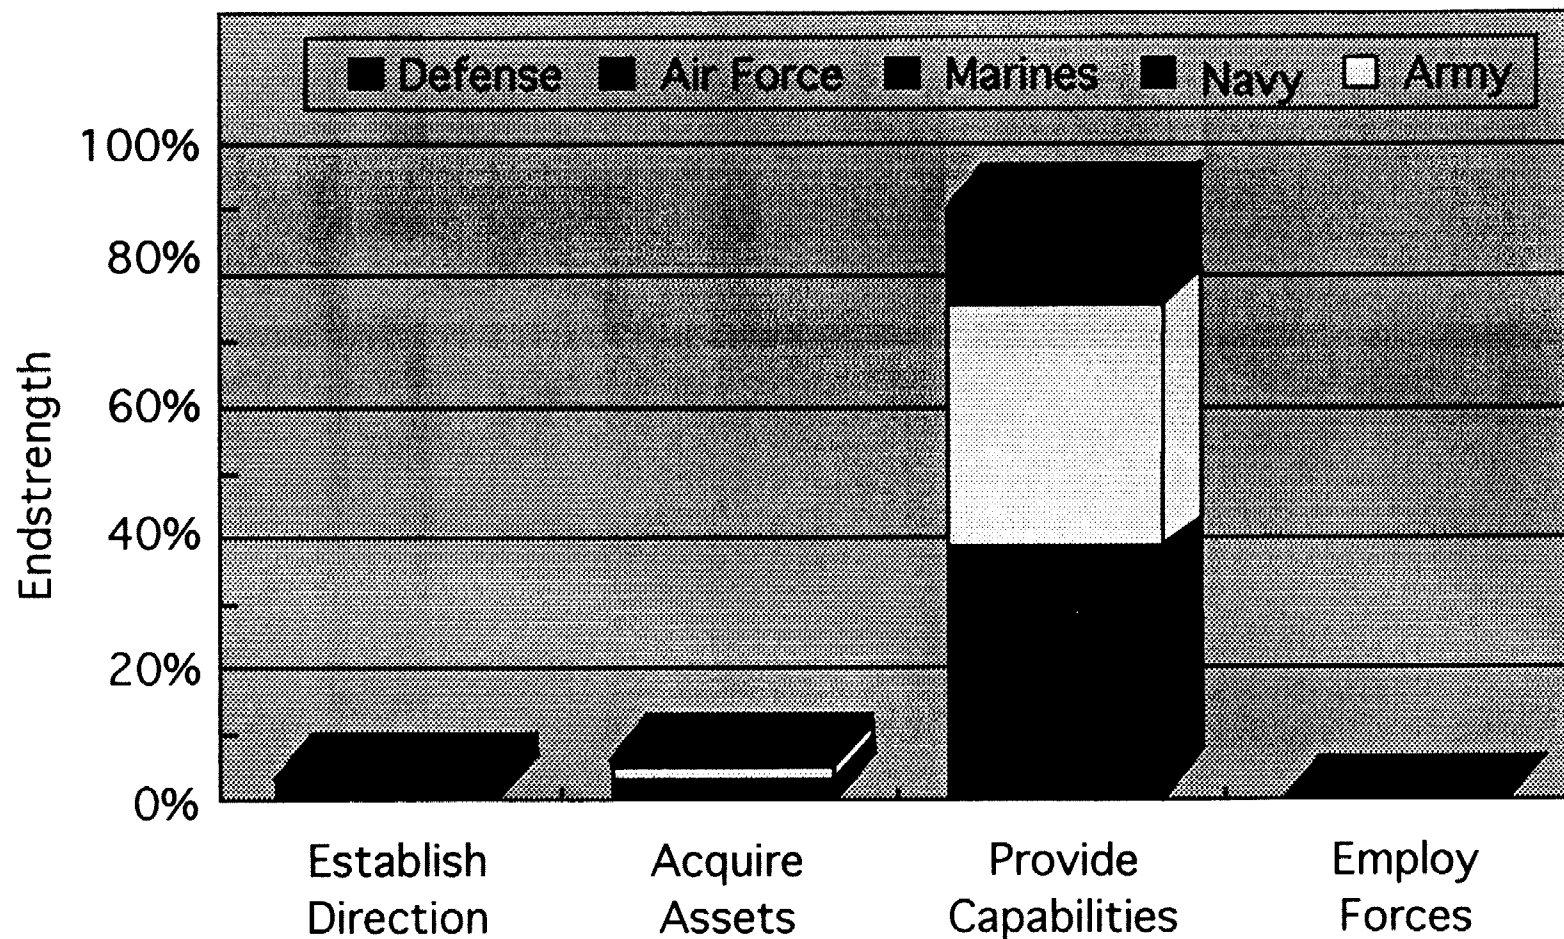 Defense Air Force Marines Navy Army
100%
80%
60%
40%
20%
0%
Endstrength
Establish Direction
Acquire Assets
Provide Capabilities
Employ Forces